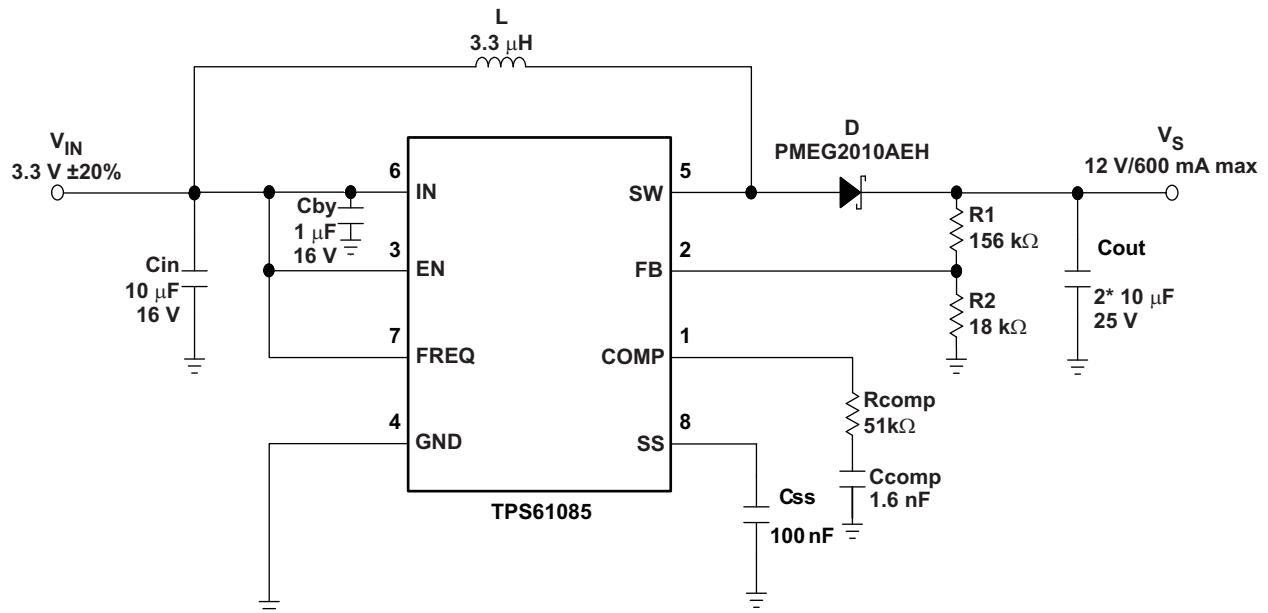 L
3.3 μH
V_IN
3.3 V ±20%
D
PMEG2010AEH
V_S
12 V/600 mA max
6
IN
Cby
1 μF
16 V
5
SW
R1
156 kΩ
Cin
10 μF
16 V
3
EN
2
FB
Cout
2* 10 μF
25 V
R2
18 kΩ
7
FREQ
1
COMP
Rcomp
51kΩ
4
GND
8
SS
Ccomp
1.6 nF
Css
100 nF
TPS61085